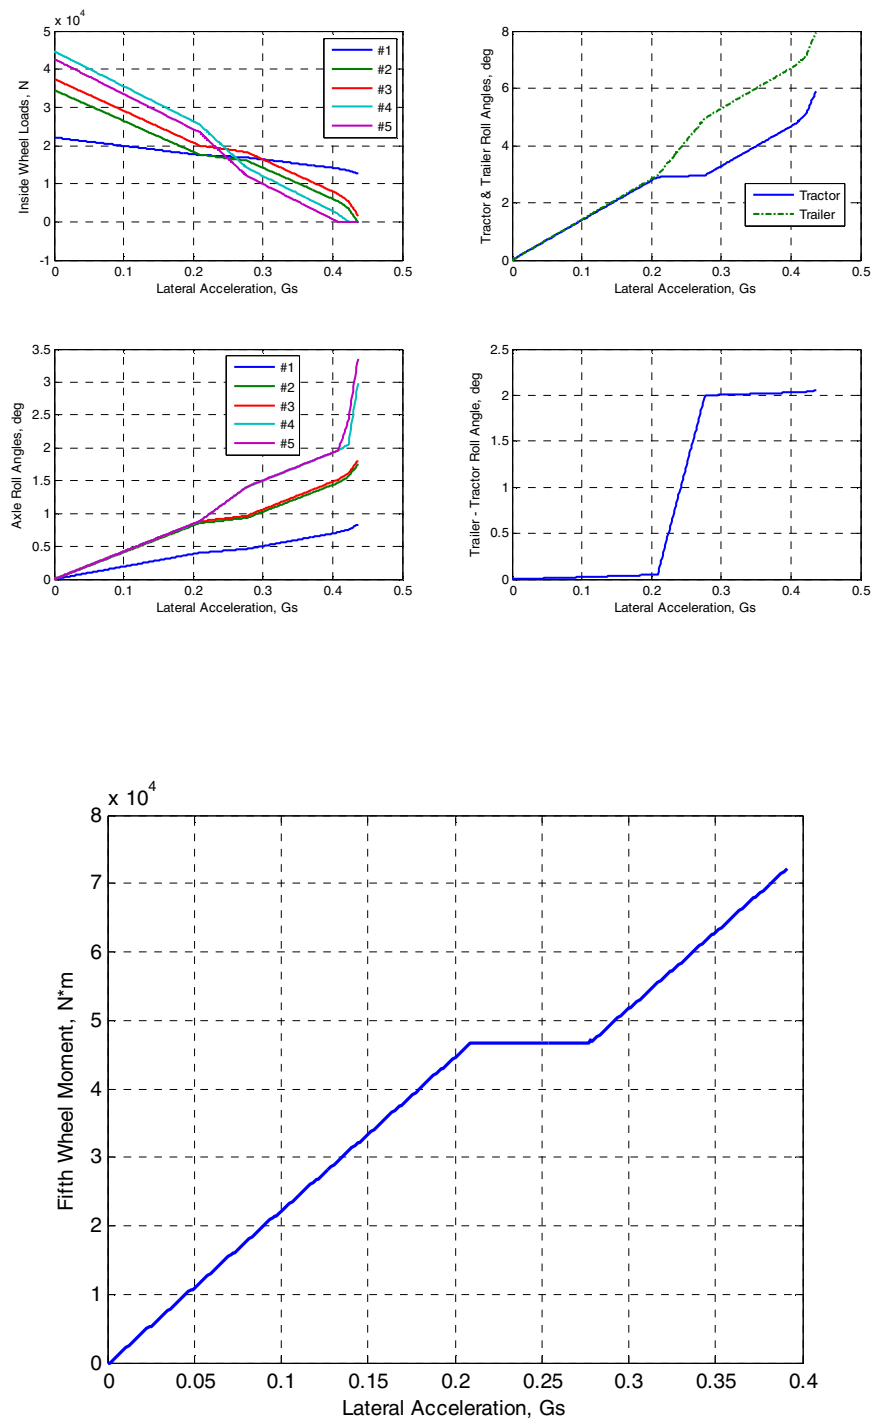 x 10^4
5
4
3
2
1
0
-1
Inside Wheel Loads, N
0 0.1 0.2 0.3 0.4 0.5
Lateral Acceleration, Gs
#1
#2
#3
#4
#5
8
6
4
2
0
Tractor & Trailer Roll Angles, deg
0 0.1 0.2 0.3 0.4 0.5
Lateral Acceleration, Gs
Tractor
Trailer
3.5
3
2.5
2
1.5
1
0.5
0
Axle Roll Angles, deg
0 0.1 0.2 0.3 0.4 0.5
Lateral Acceleration, Gs
#1
#2
#3
#4
#5
2.5
2
1.5
1
0.5
0
Trailer - Tractor Roll Angle, deg
0 0.1 0.2 0.3 0.4 0.5
Lateral Acceleration, Gs
x 10^4
8
7
6
5
4
3
2
1
0
Fifth Wheel Moment, N*m
0 0.05 0.1 0.15 0.2 0.25 0.3 0.35 0.4
Lateral Acceleration, Gs